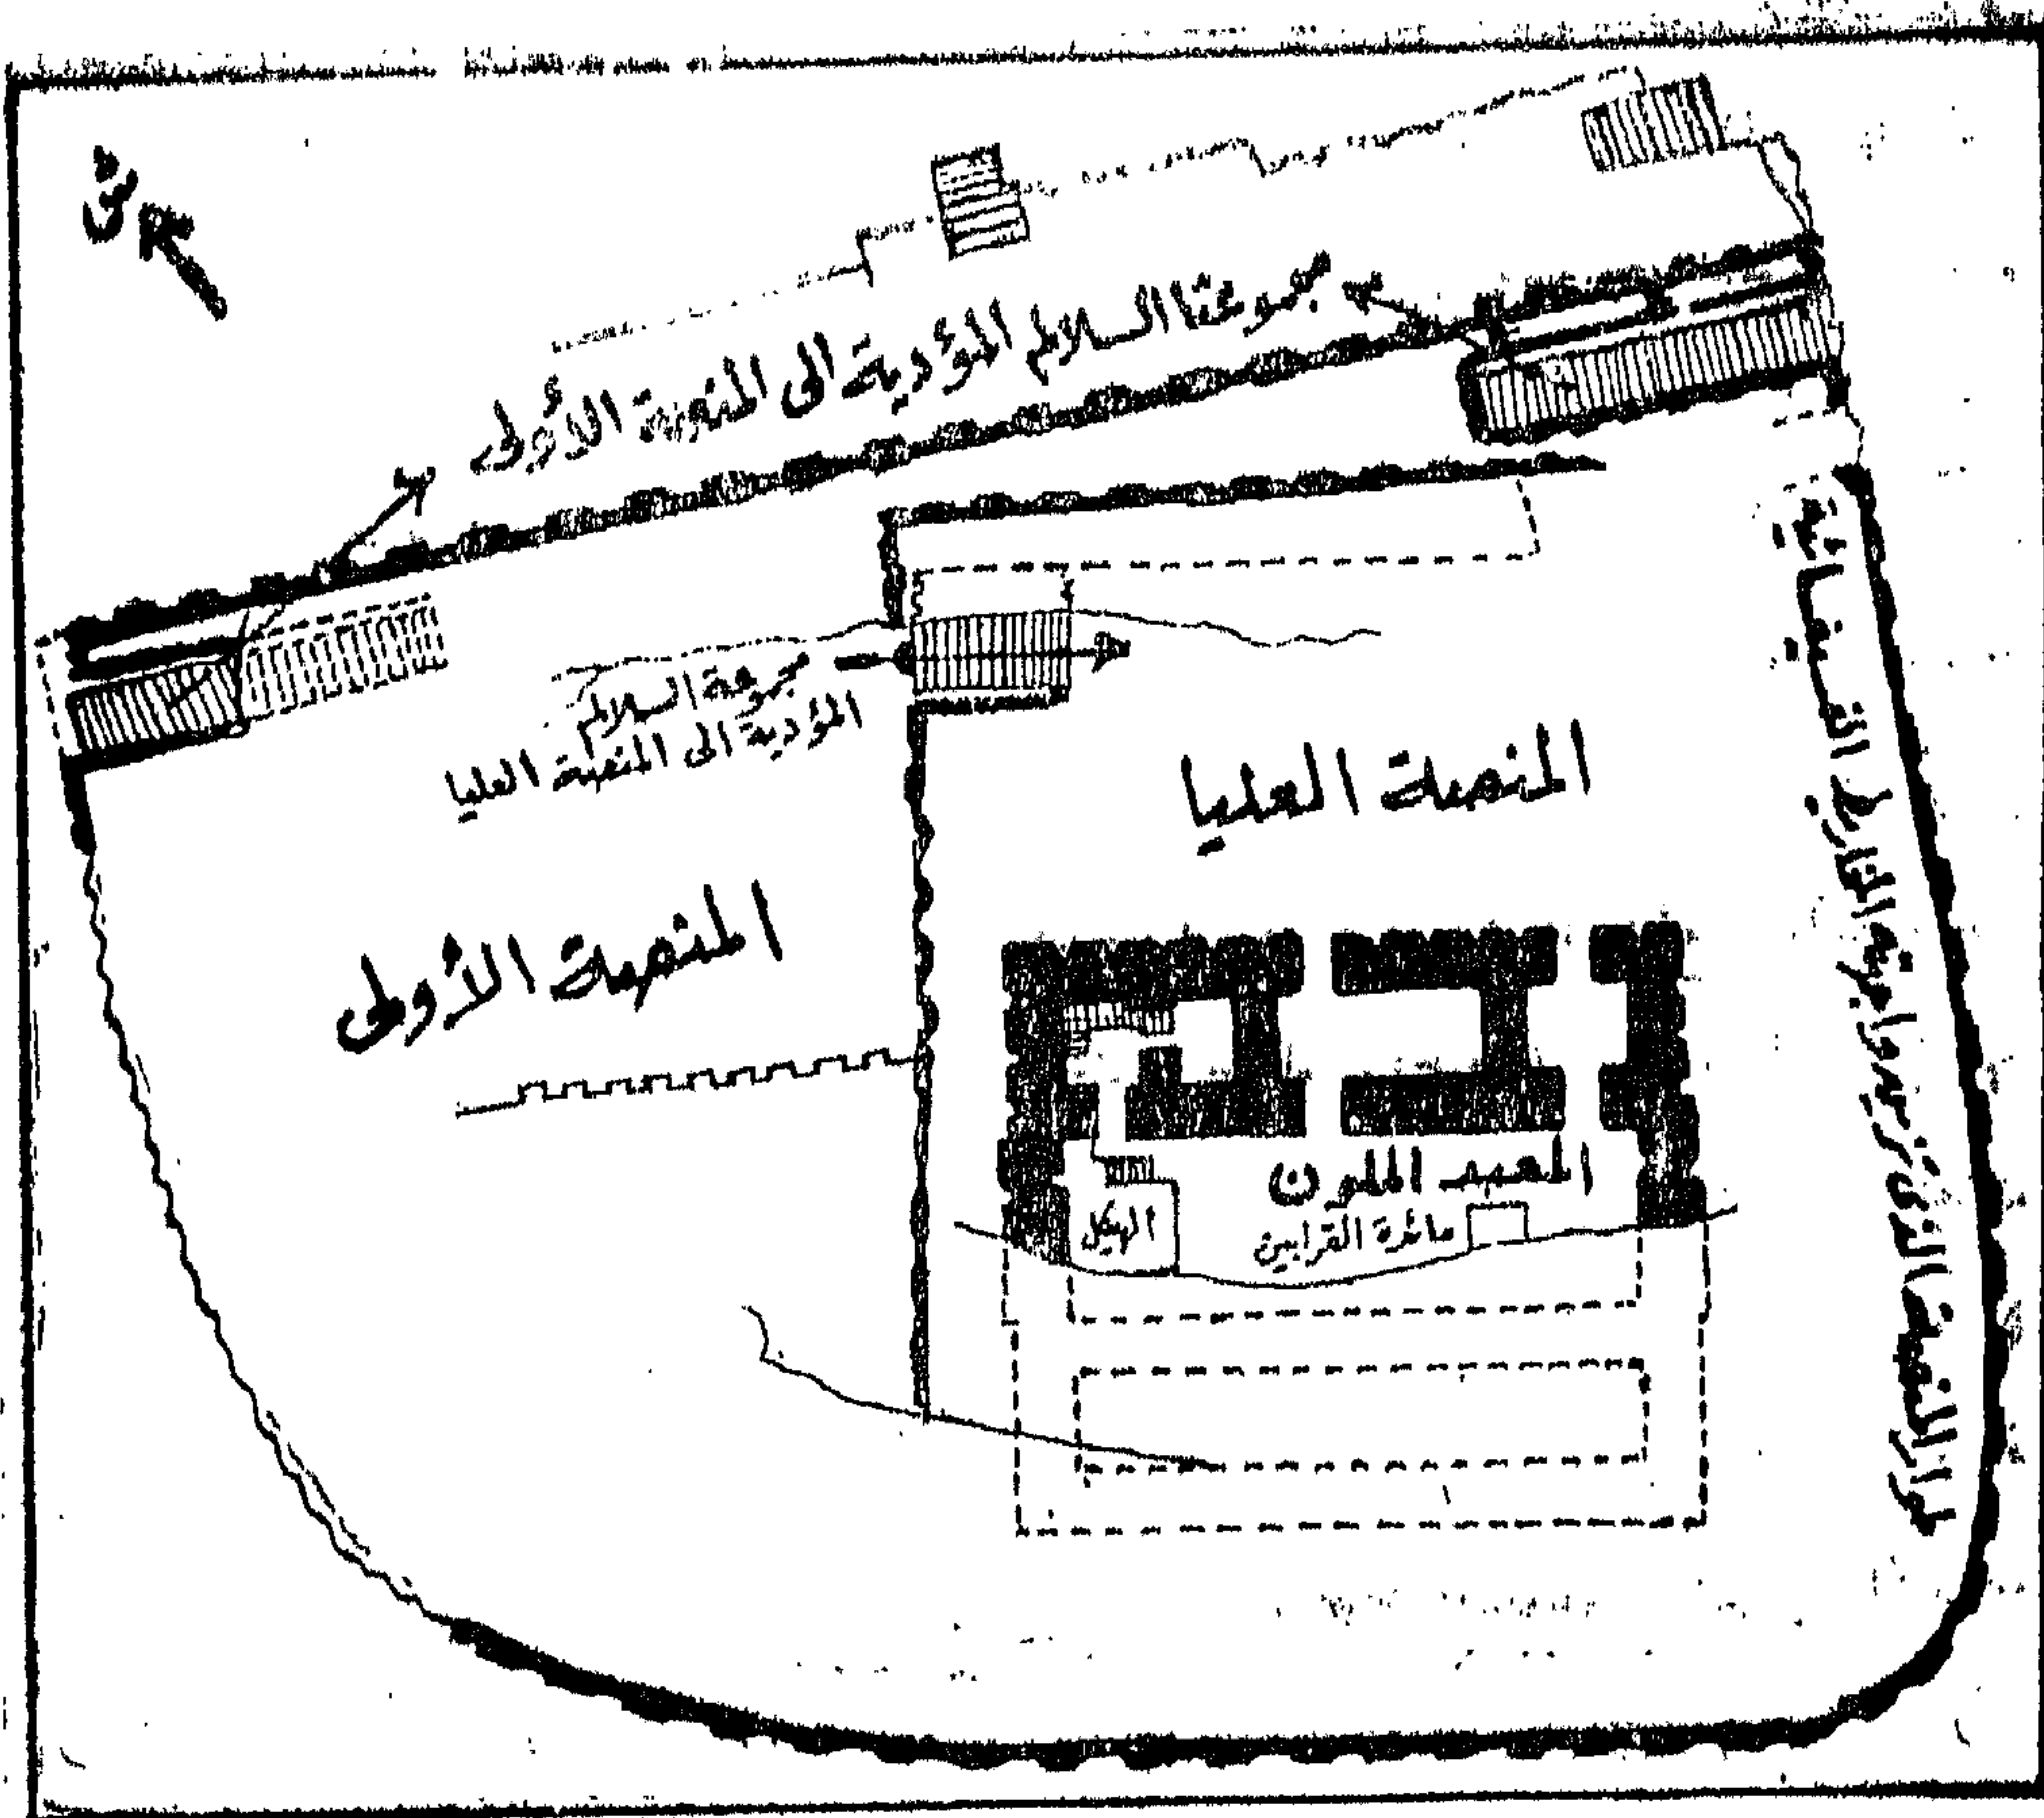 ش
مجموعتا السلالم المؤدية الى المنصة الأولى
مجموعة السلالم
المؤدية الى المنصة العليا
المنصة العليا
المنصة الأولى
المعبد الملون
الهيكل
مائدة القرابين